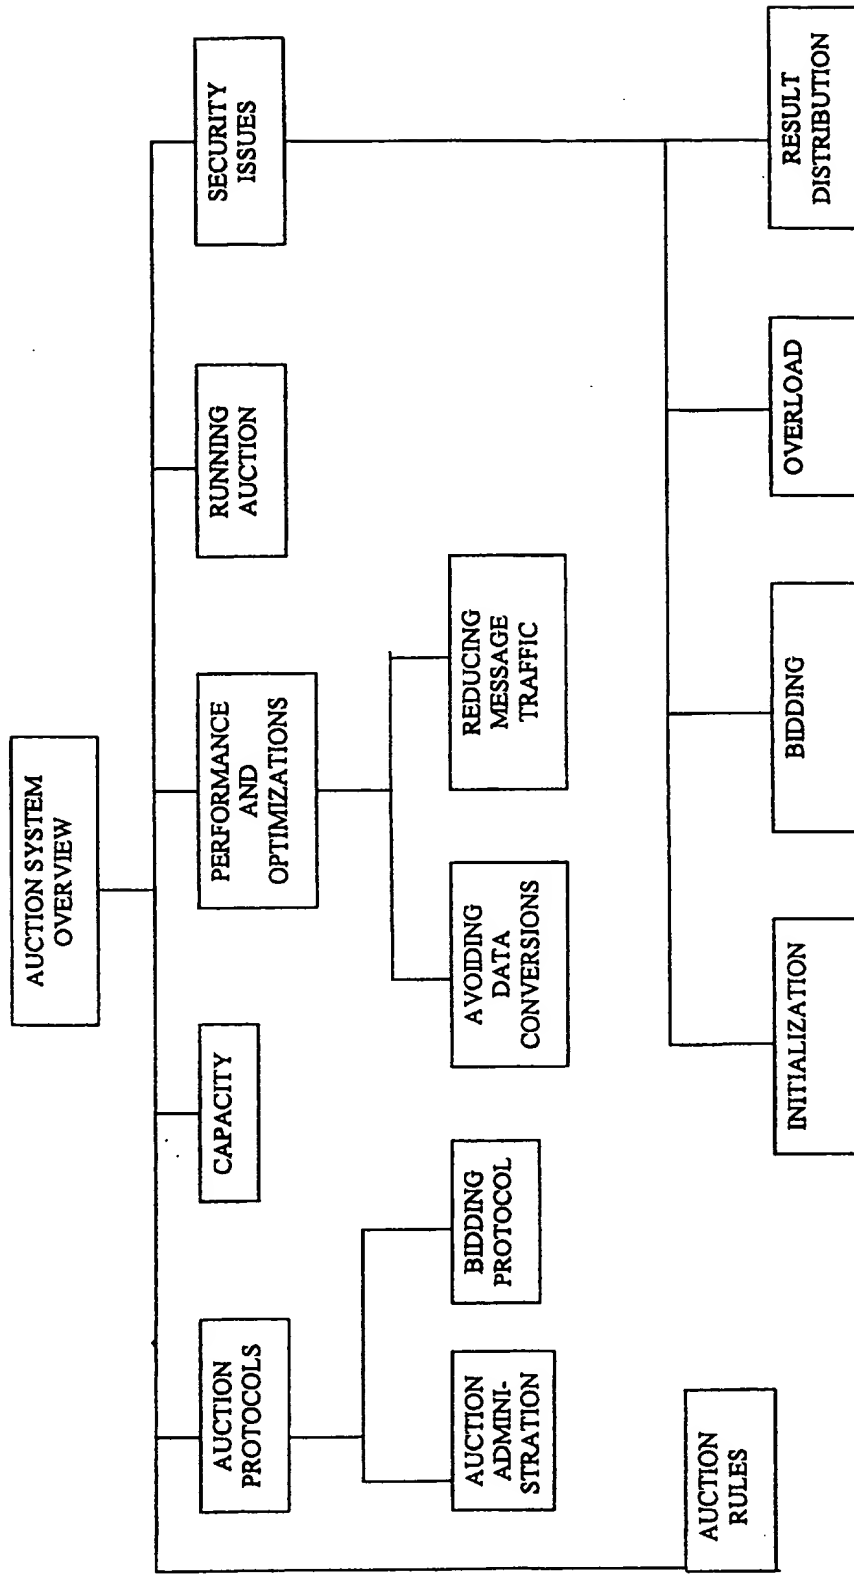 AUCTION SYSTEM
OVERVIEW
AUCTION
PROTOCOLS
CAPACITY
PERFORMANCE
AND
OPTIMIZATIONS
RUNNING
AUCTION
SECURITY
ISSUES
AUCTION
ADMINI-
STRATION
BIDDING
PROTOCOL
AVOIDING
DATA
CONVERSIONS
REDUCING
MESSAGE
TRAFFIC
AUCTION
RULES
INITIALIZATION
BIDDING
OVERLOAD
RESULT
DISTRIBUTION